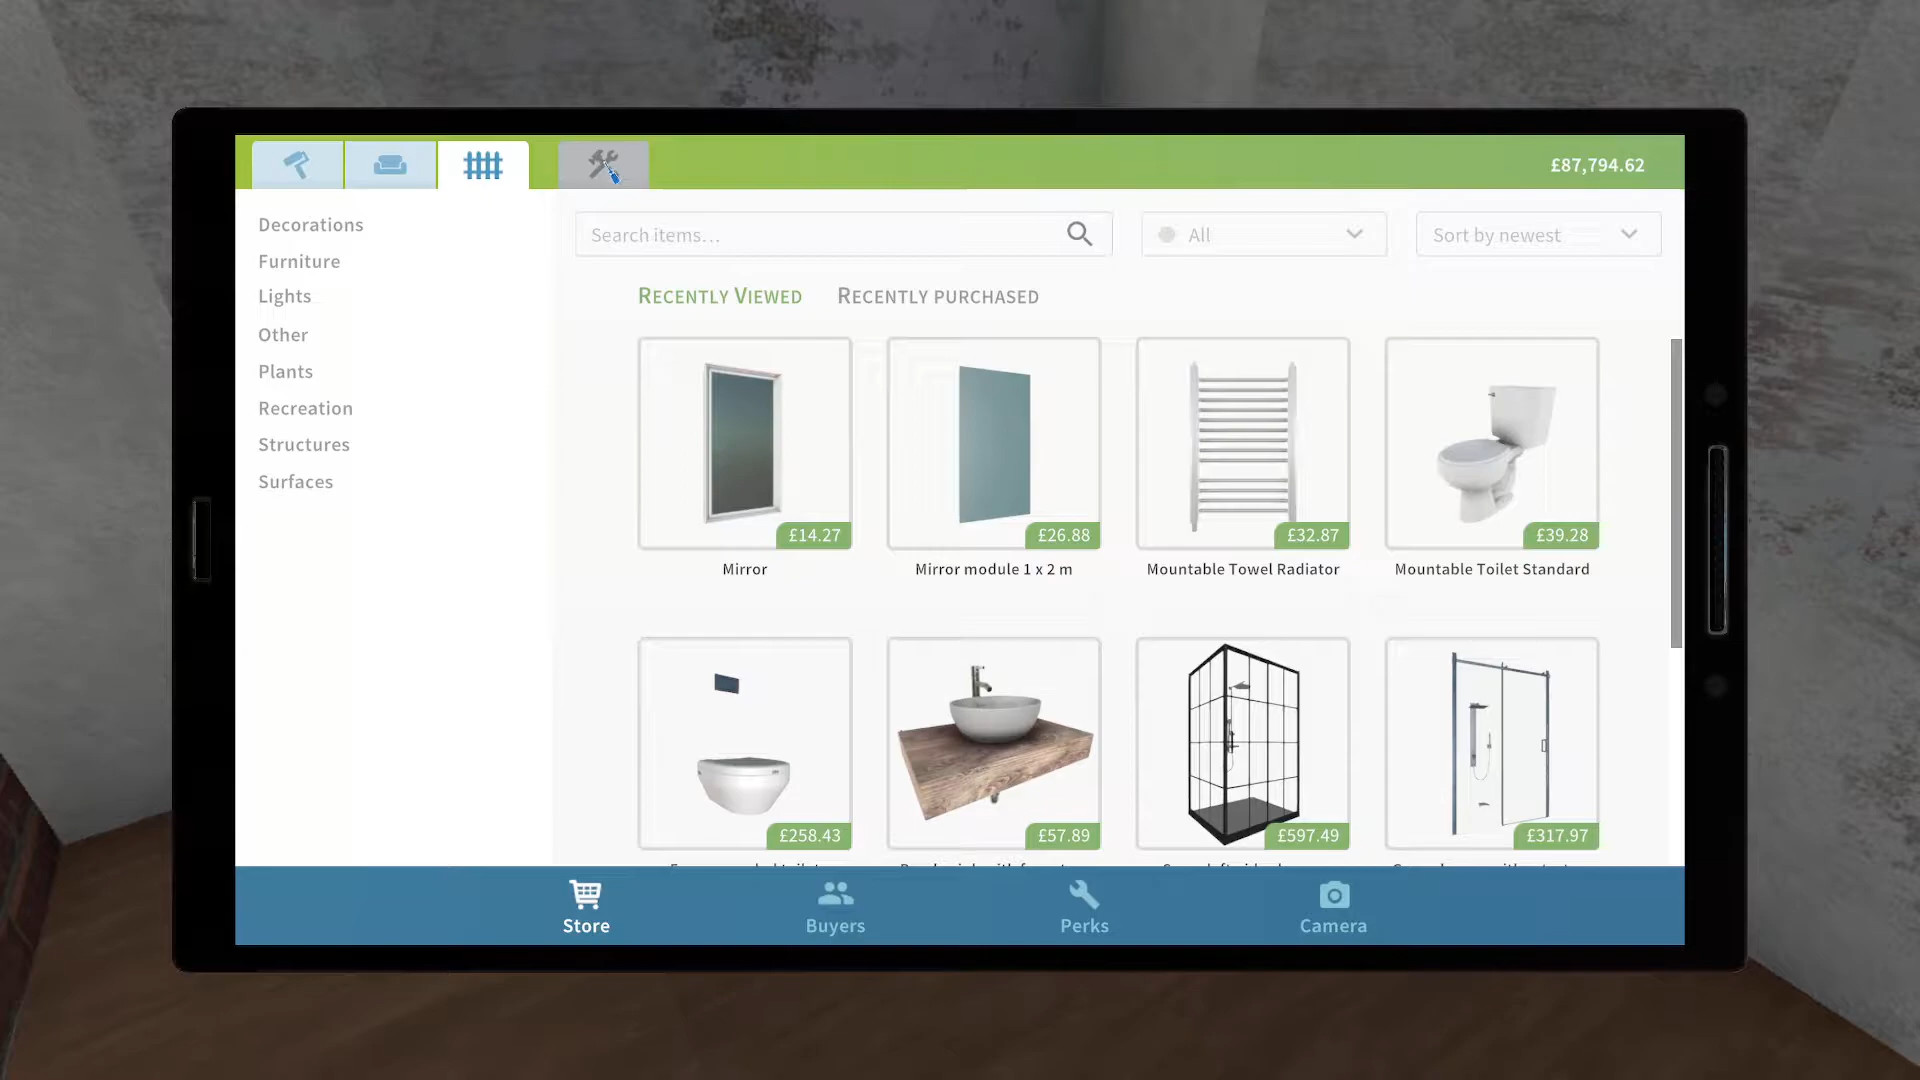 £87,794.62
Decorations
Furniture
Lights
Other
Plants
Recreation
Structures
Surfaces
Search items...
All
Sort by newest
RECENTLY VIEWED
RECENTLY PURCHASED
£14.27
£26.88
£32.87
£39.28
Mirror
Mirror module 1 x 2 m
Mountable Towel Radiator
Mountable Toilet Standard
£258.43
£57.89
£597.49
£317.97
Store
Buyers
Perks
Camera